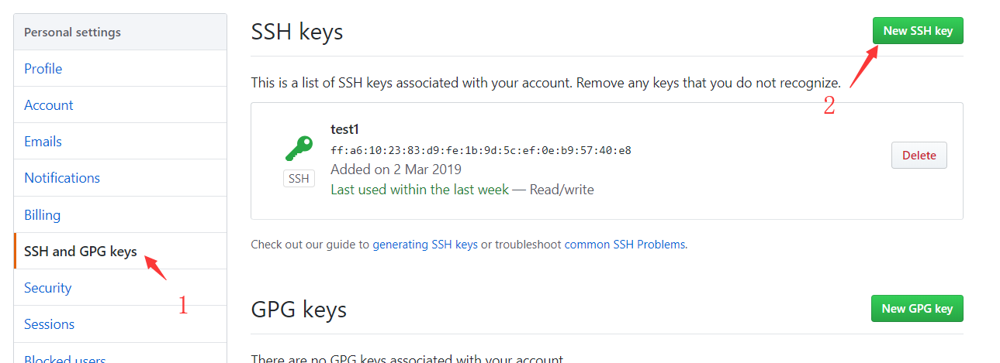 Personal settings
Profile
Account
Emails
Notifications
Billing
SSH and GPG keys
1
Security
Sessions
Blocked users
SSH keys
New SSH key
2
This is a list of SSH keys associated with your account. Remove any keys that you do not recognize.
test1
ff:a6:10:23:83:d9:fe:1b:9d:5c:ef:0e:b9:57:40:e8
SSH
Added on 2 Mar 2019
Last used within the last week — Read/write
Delete
Check out our guide to generating SSH keys or troubleshoot common SSH Problems.
GPG keys
New GPG key
There are no GPG keys associated with your account.